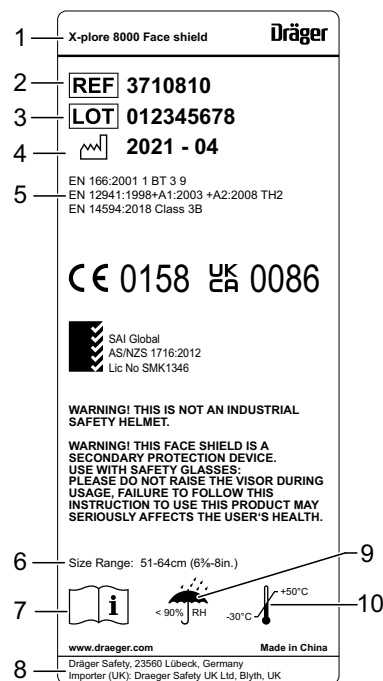 1 X-plore 8000 Face shield Dräger
2 REF 3710810
3 LOT 012345678
4 2021 - 04
EN 166:2001 1 BT 3 9
5 EN 12941:1998+A1:2003 +A2:2008 TH2
EN 14594:2018 Class 3B
CE 0158 UK CA 0086
SAI Global
AS/NZS 1716:2012
Lic No SMK1346
WARNING! THIS IS NOT AN INDUSTRIAL
SAFETY HELMET.
WARNING! THIS FACE SHIELD IS A
SECONDARY PROTECTION DEVICE.
USE WITH SAFETY GLASSES:
PLEASE DO NOT RAISE THE VISOR DURING
USAGE, FAILURE TO FOLLOW THIS
INSTRUCTION TO USE THIS PRODUCT MAY
SERIOUSLY AFFECTS THE USER'S HEALTH.
6 Size Range: 51-64cm (6⅜-8in.)
9
7 i < 90% RH -30°C +50°C 10
www.draeger.com Made in China
8 Dräger Safety, 23560 Lübeck, Germany
Importer (UK): Draeger Safety UK Ltd, Blyth, UK